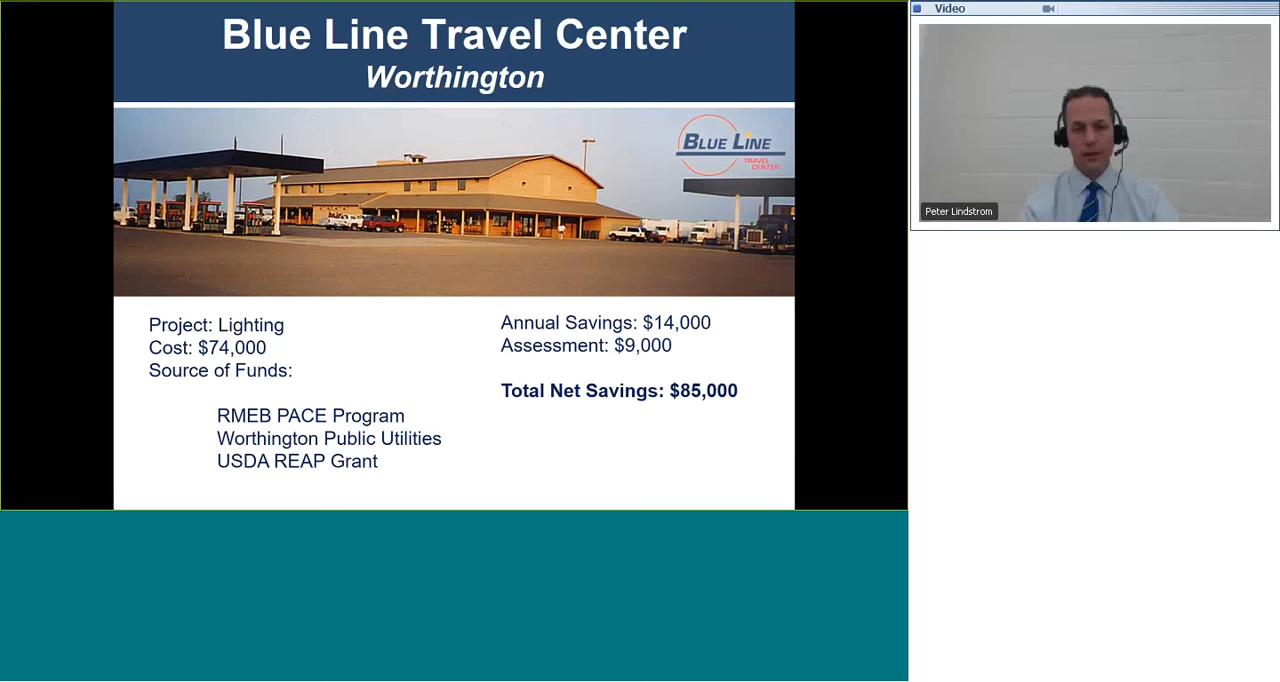 Blue Line Travel Center
Worthington
BLUE LINE
TRAVEL
CENTER
Project: Lighting
Cost: $74,000
Source of Funds:
RMEB PACE Program
Worthington Public Utilities
USDA REAP Grant
Annual Savings: $14,000
Assessment: $9,000
Total Net Savings: $85,000
Video
Peter Lindstrom